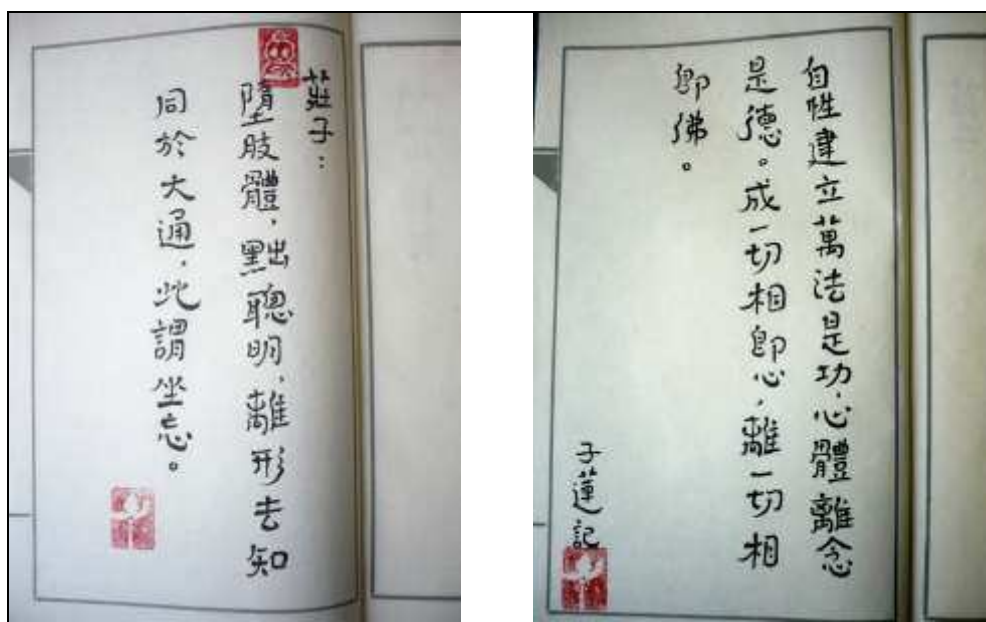 莊子：
墮肢體，黜聰明，離形去知
同於大通，此謂坐忘。
自性建立萬法是功，心體離念
是德。成一切相即心，離一切相
即佛。
子蓮記